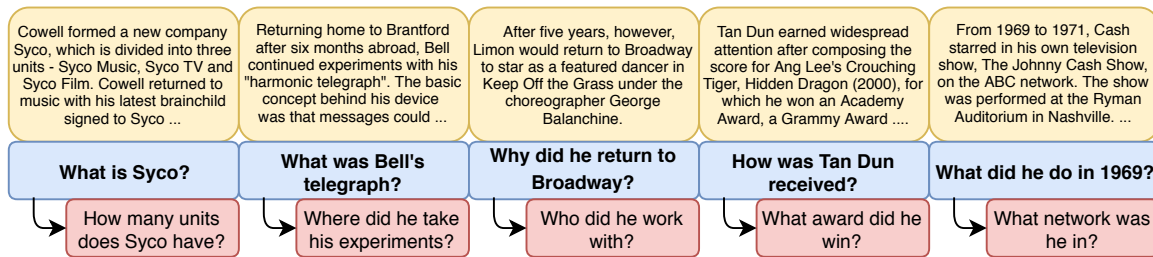 Cowell formed a new company
Syco, which is divided into three
units - Syco Music, Syco TV and
Syco Film. Cowell returned to
music with his latest brainchild
signed to Syco ...
What is Syco?
How many units
does Syco have?
Returning home to Brantford
after six months abroad, Bell
continued experiments with his
"harmonic telegraph". The basic
concept behind his device
was that messages could ...
What was Bell's
telegraph?
Where did he take
his experiments?
After five years, however,
Limon would return to Broadway
to star as a featured dancer in
Keep Off the Grass under the
choreographer George
Balanchine.
Why did he return to
Broadway?
Who did he work
with?
Tan Dun earned widespread
attention after composing the
score for Ang Lee's Crouching
Tiger, Hidden Dragon (2000), for
which he won an Academy
Award, a Grammy Award ....
How was Tan Dun
received?
What award did he
win?
From 1969 to 1971, Cash
starred in his own television
show, The Johnny Cash Show,
on the ABC network. The show
was performed at the Ryman
Auditorium in Nashville. ...
What did he do in 1969?
What network was
he in?